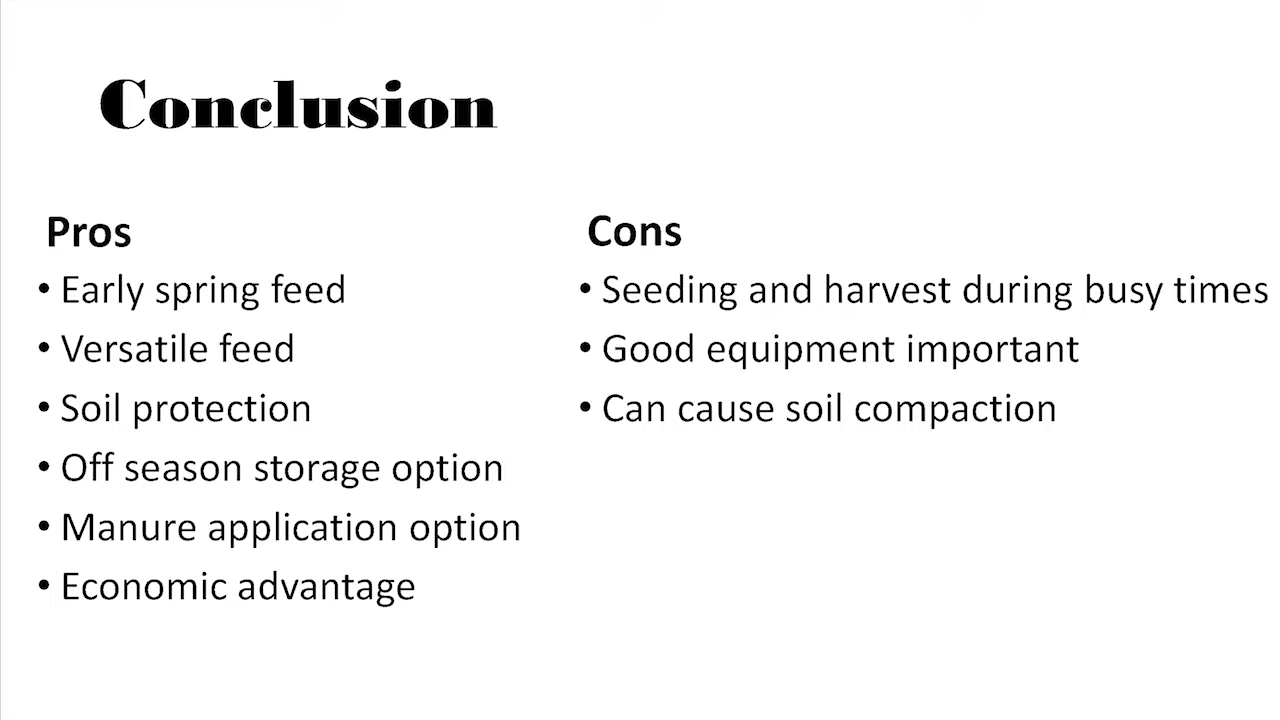 Conclusion
Pros
• Early spring feed
• Versatile feed
• Soil protection
• Off season storage option
• Manure application option
• Economic advantage
Cons
• Seeding and harvest during busy times
• Good equipment important
• Can cause soil compaction